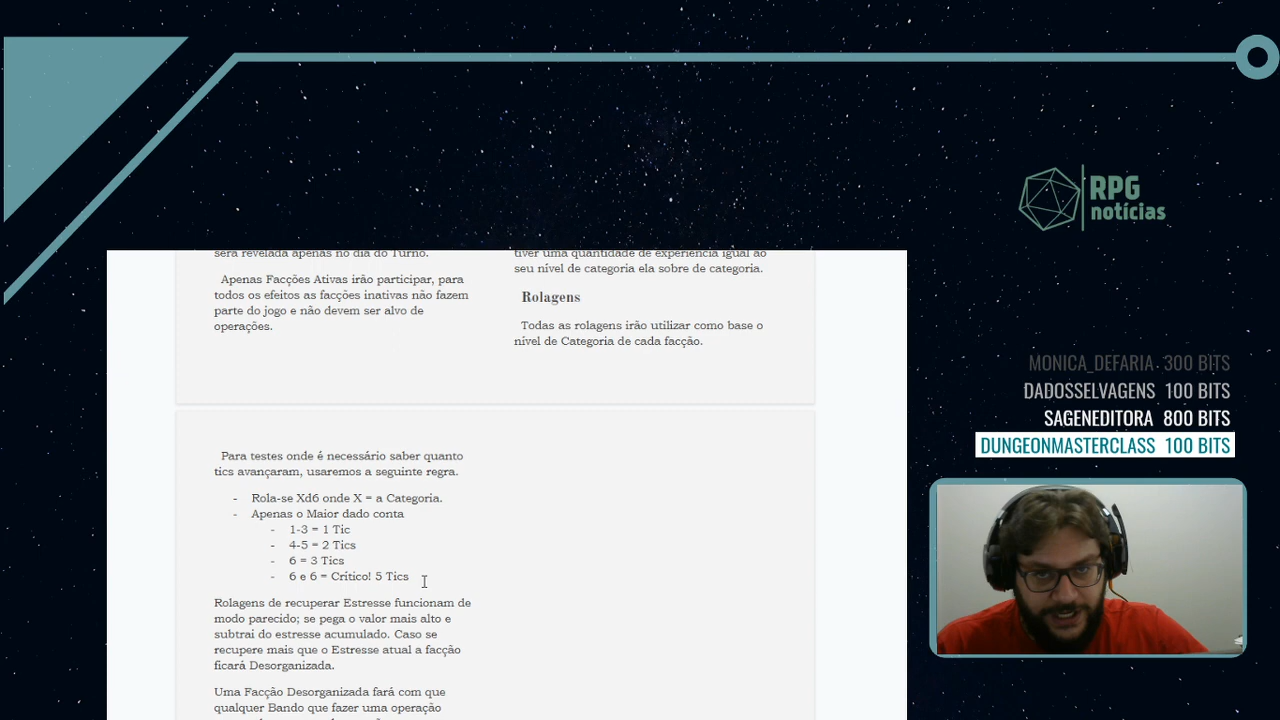 RPG
notícias
será revelada apenas no dia do Turno.
Apenas Facções Ativas irão participar, para
todos os efeitos as facções inativas não fazem
parte do jogo e não devem ser alvo de
operações.
tiver uma quantidade de experiência igual ao
seu nível de categoria ela sobre de categoria.
Rolagens
Todas as rolagens irão utilizar como base o
nível de Categoria de cada facção.
Para testes onde é necessário saber quanto
tics avançaram, usaremos a seguinte regra.
- Rola-se Xd6 onde X = a Categoria.
- Apenas o Maior dado conta
- 1-3 = 1 Tic
- 4-5 = 2 Tics
- 6 = 3 Tics
- 6 e 6 = Crítico! 5 Tics
Rolagens de recuperar Estresse funcionam de
modo parecido; se pega o valor mais alto e
subtrai do estresse acumulado. Caso se
recupere mais que o Estresse atual a facção
ficará Desorganizada.
Uma Facção Desorganizada fará com que
qualquer Bando que fazer uma operação
MONICA_DEFARIA 300 BITS
DADOSSELVAGENS 100 BITS
SAGENEDITORA 800 BITS
DUNGEONMASTERCLASS 100 BITS